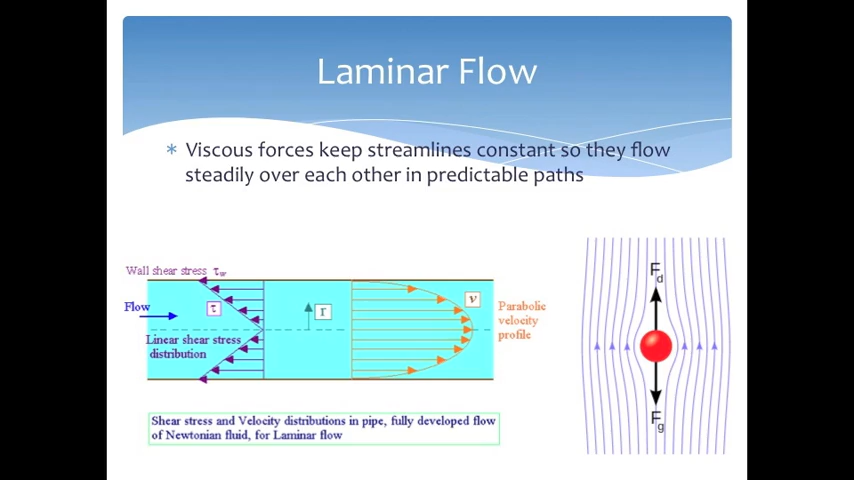 Laminar Flow
* Viscous forces keep streamlines constant so they flow
steadily over each other in predictable paths
Wall shear stress τw
Flow
τ
r
v
Parabolic
velocity
profile
Linear shear stress
distribution
Shear stress and Velocity distributions in pipe, fully developed flow
of Newtonian fluid, for Laminar flow
Fd
Fg